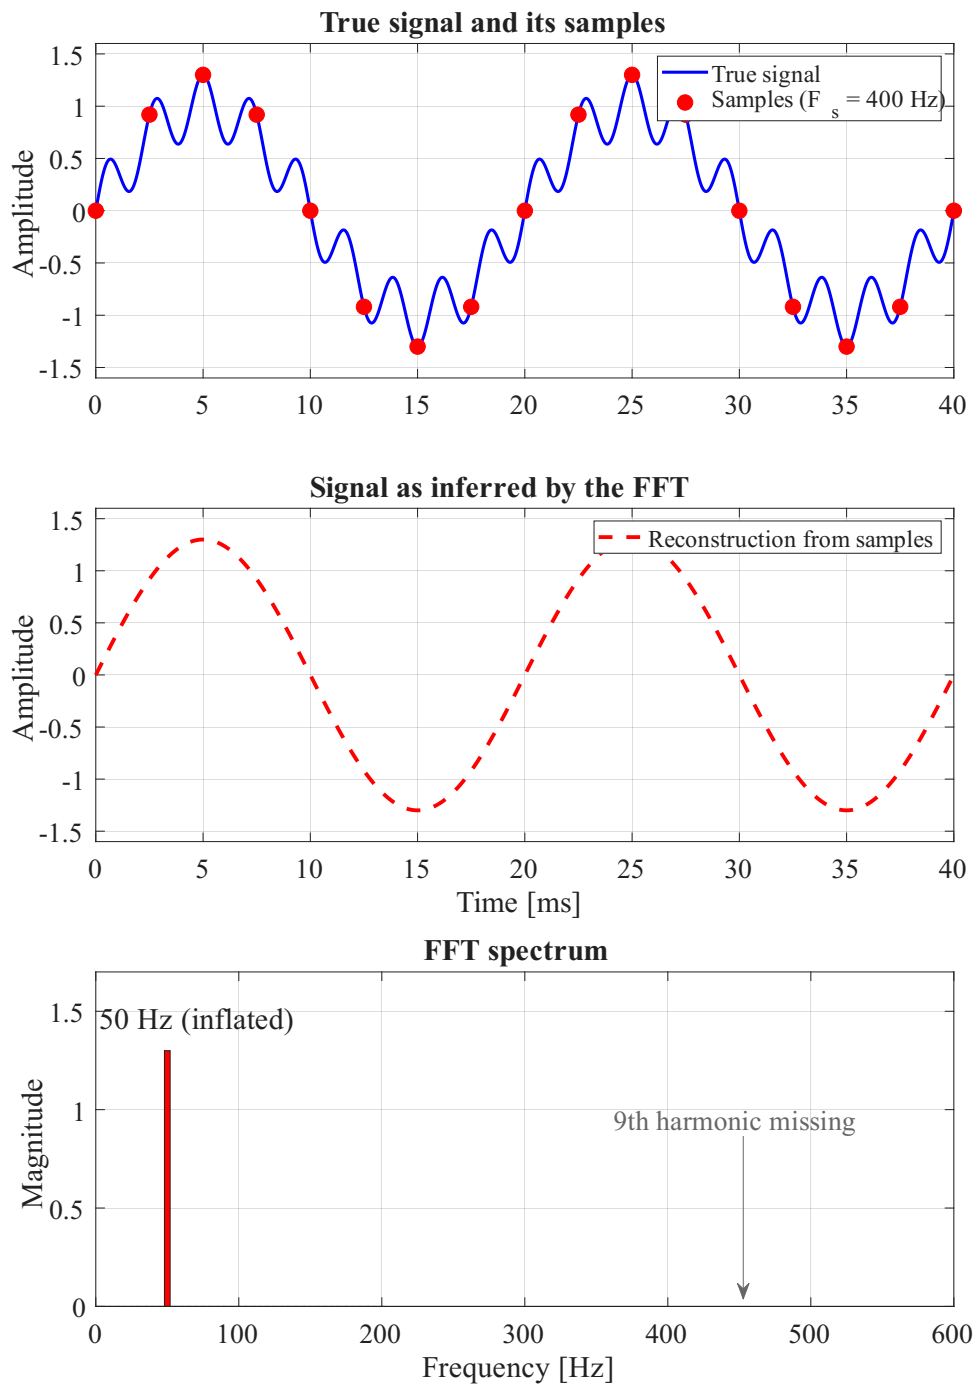 True signal and its samples
1.5
1
0.5
0
-0.5
-1
-1.5
Amplitude
True signal
Samples (F s = 400 Hz)
0 5 10 15 20 25 30 35 40
Signal as inferred by the FFT
1.5
1
0.5
0
-0.5
-1
-1.5
Amplitude
Reconstruction from samples
0 5 10 15 20 25 30 35 40
Time [ms]
FFT spectrum
1.5
1
0.5
0
Magnitude
50 Hz (inflated)
9th harmonic missing
0 100 200 300 400 500 600
Frequency [Hz]